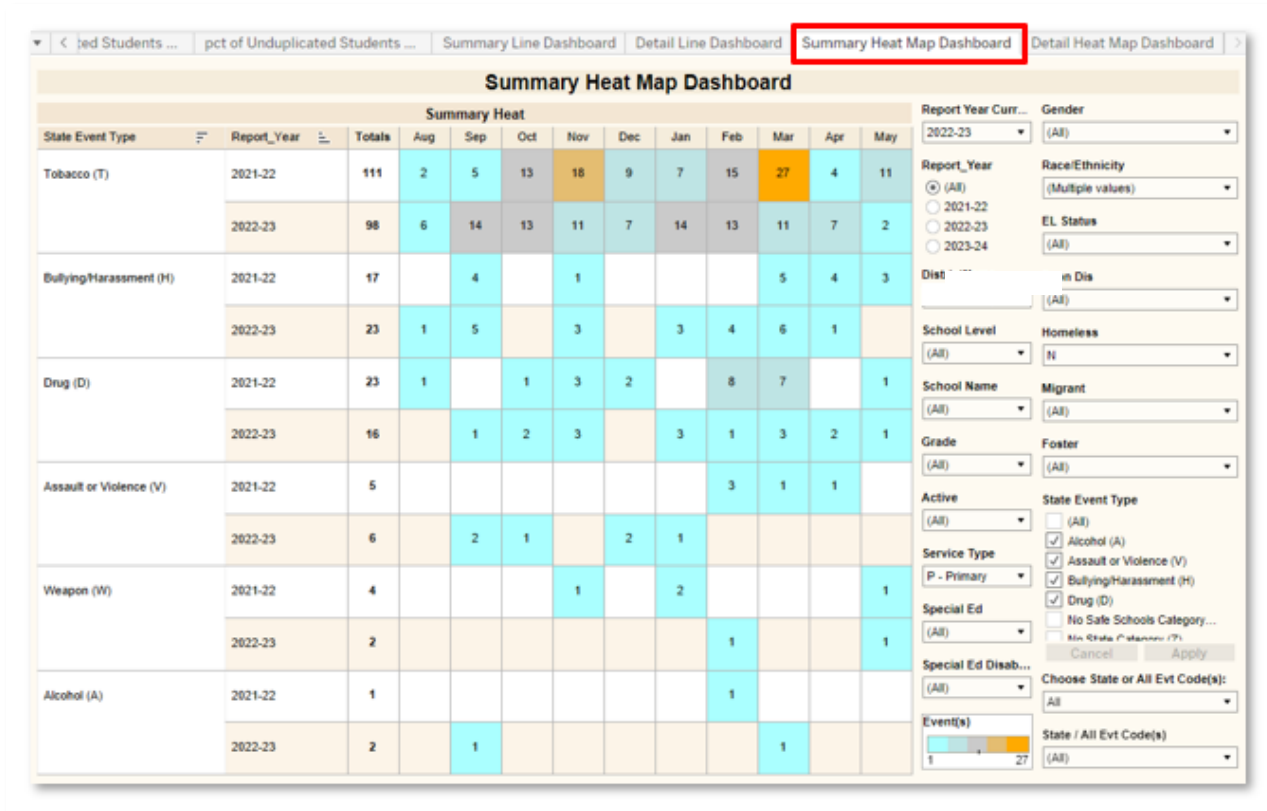 ted Students ...
pct of Unduplicated Students ...
Summary Line Dashboard
Detail Line Dashboard
Summary Heat Map Dashboard
Detail Heat Map Dashboard
Summary Heat Map Dashboard
Summary Heat
State Event Type Report_Year Totals Aug Sep Oct Nov Dec Jan Feb Mar Apr May
Tobacco (T) 2021-22 111 2 5 13 18 9 7 15 27 4 11
2022-23 98 6 14 13 11 7 14 13 11 7 2
Bullying/Harassment (H) 2021-22 17 4 1 5 4 3
2022-23 23 1 5 3 3 4 6 1
Drug (D) 2021-22 23 1 1 3 2 8 7 1
2022-23 16 1 2 3 3 1 3 2 1
Assault or Violence (V) 2021-22 5 3 1 1
2022-23 6 2 1 2 1
Weapon (W) 2021-22 4 1 2 1
2022-23 2 1 1
Alcohol (A) 2021-22 1 1
2022-23 2 1 1
Report Year Curr...
2022-23
Report_Year
(All)
2021-22
2022-23
2023-24
School Level
(All)
School Name
(All)
Grade
(All)
Active
(All)
Service Type
P - Primary
Special Ed
(All)
Special Ed Disab...
(All)
Event(s)
1 27
Gender
(All)
Race/Ethnicity
(Multiple values)
EL Status
(All)
Dis
(All)
Homeless
N
Migrant
(All)
Foster
(All)
State Event Type
(All)
Alcohol (A)
Assault or Violence (V)
Bullying/Harassment (H)
Drug (D)
No Safe Schools Category...
No State Category (Z)
Cancel Apply
Choose State or All Evt Code(s):
All
State / All Evt Code(s)
(All)